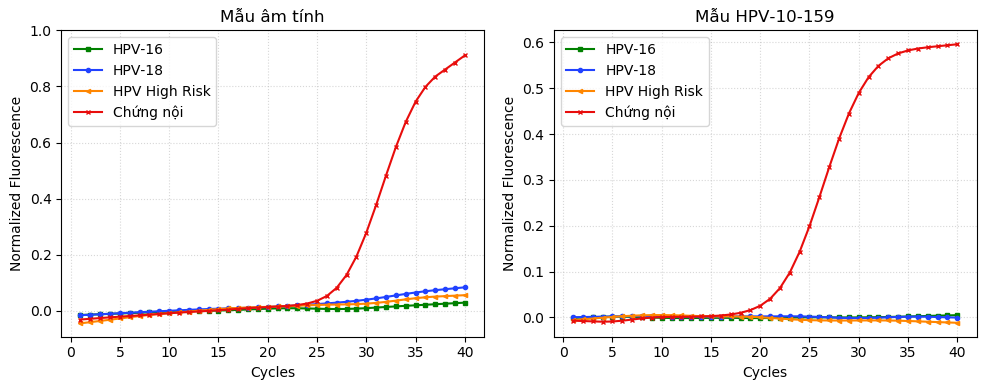 Mẫu âm tính
Normalized Fluorescence
1.0
0.8
0.6
0.4
0.2
0.0
HPV-16
HPV-18
HPV High Risk
Chứng nội
0 5 10 15 20 25 30 35 40
Cycles
Mẫu HPV-10-159
Normalized Fluorescence
0.6
0.5
0.4
0.3
0.2
0.1
0.0
HPV-16
HPV-18
HPV High Risk
Chứng nội
0 5 10 15 20 25 30 35 40
Cycles